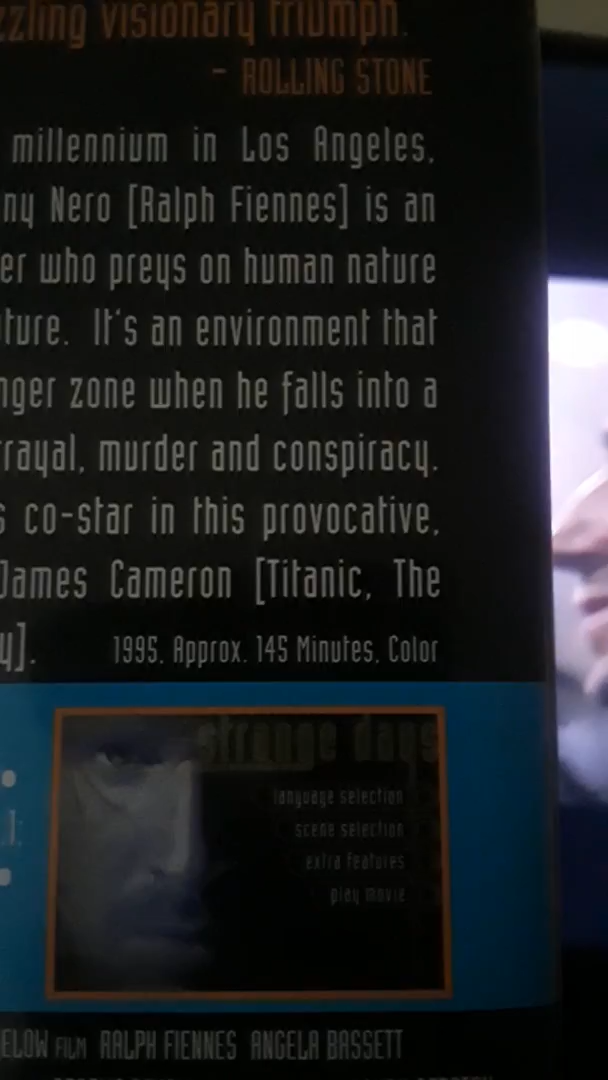 zzling visionary triumph.
- ROLLING STONE
millennium in Los Angeles,
ny Nero [Ralph Fiennes] is an
er who preys on human nature
ture. It's an environment that
nger zone when he falls into a
trayal, murder and conspiracy.
s co-star in this provocative,
James Cameron [Titanic, The
y]. 1995. Approx. 145 Minutes. Color
strange days
language selection
scene selection
extra features
play movie
ELOW FILM RALPH FIENNES ANGELA BASSETT